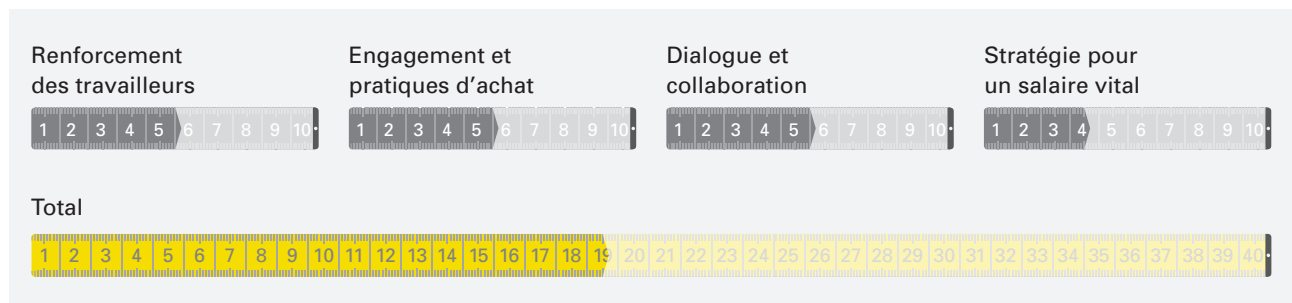 Renforcement
des travailleurs
1 2 3 4 5 6 7 8 9 10
Engagement et
pratiques d'achat
1 2 3 4 5 6 7 8 9 10
Dialogue et
collaboration
1 2 3 4 5 6 7 8 9 10
Stratégie pour
un salaire vital
1 2 3 4 5 6 7 8 9 10
Total
1 2 3 4 5 6 7 8 9 10 11 12 13 14 15 16 17 18 19 20 21 22 23 24 25 26 27 28 29 30 31 32 33 34 35 36 37 38 39 40